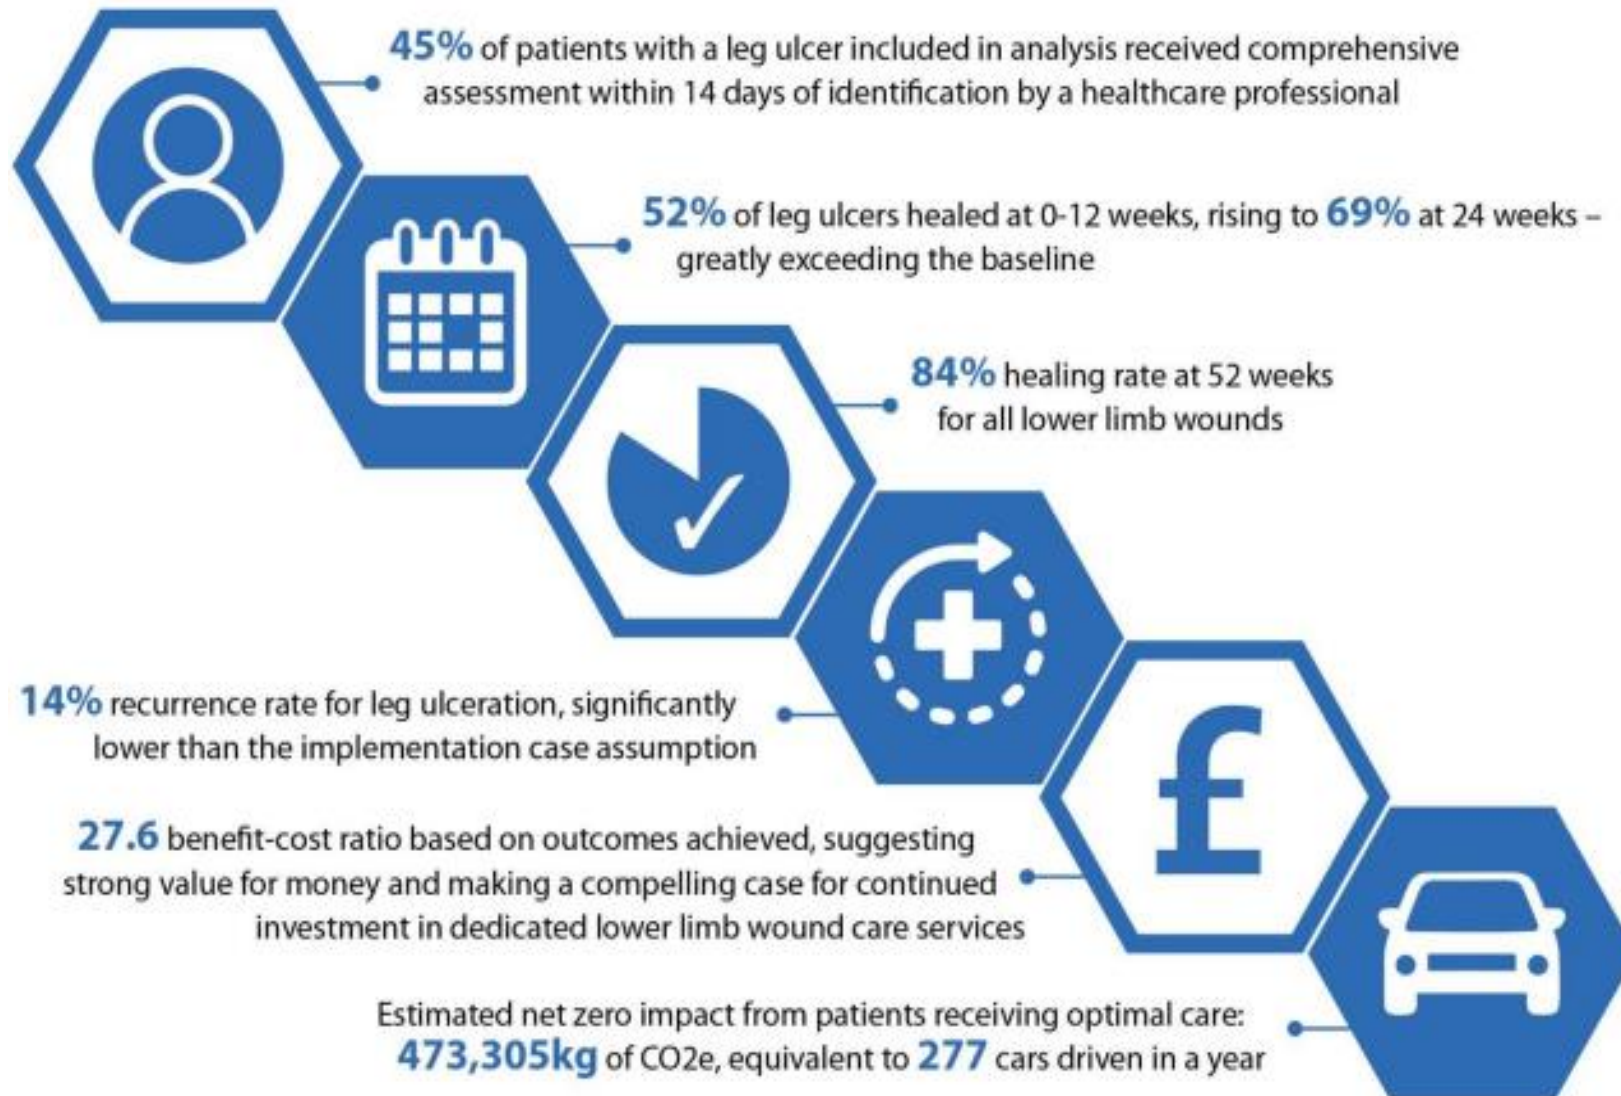 45% of patients with a leg ulcer included in analysis received comprehensive
assessment within 14 days of identification by a healthcare professional
52% of leg ulcers healed at 0-12 weeks, rising to 69% at 24 weeks –
greatly exceeding the baseline
84% healing rate at 52 weeks
for all lower limb wounds
14% recurrence rate for leg ulceration, significantly
lower than the implementation case assumption
27.6 benefit-cost ratio based on outcomes achieved, suggesting
strong value for money and making a compelling case for continued
investment in dedicated lower limb wound care services
£
Estimated net zero impact from patients receiving optimal care:
473,305kg of CO2e, equivalent to 277 cars driven in a year